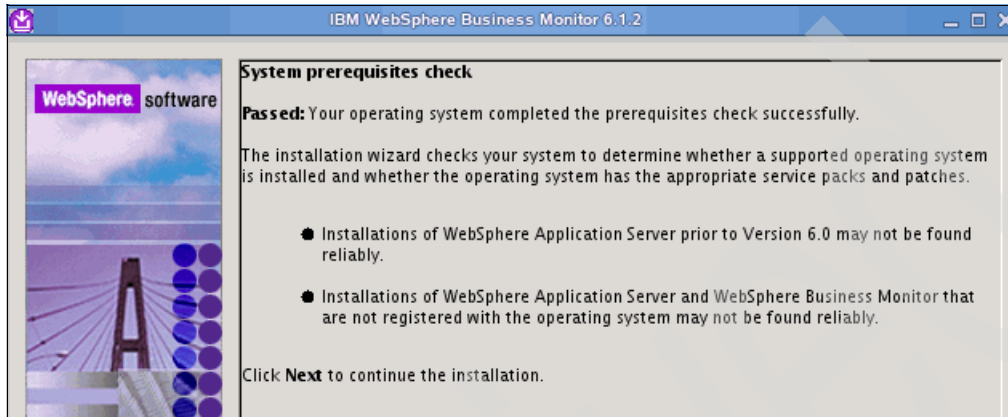 IBM WebSphere Business Monitor 6.1.2
WebSphere. software
System prerequisites check
Passed: Your operating system completed the prerequisites check successfully.
The installation wizard checks your system to determine whether a supported operating system
is installed and whether the operating system has the appropriate service packs and patches.
Installations of WebSphere Application Server prior to Version 6.0 may not be found
reliably.
Installations of WebSphere Application Server and WebSphere Business Monitor that
are not registered with the operating system may not be found reliably.
Click Next to continue the installation.